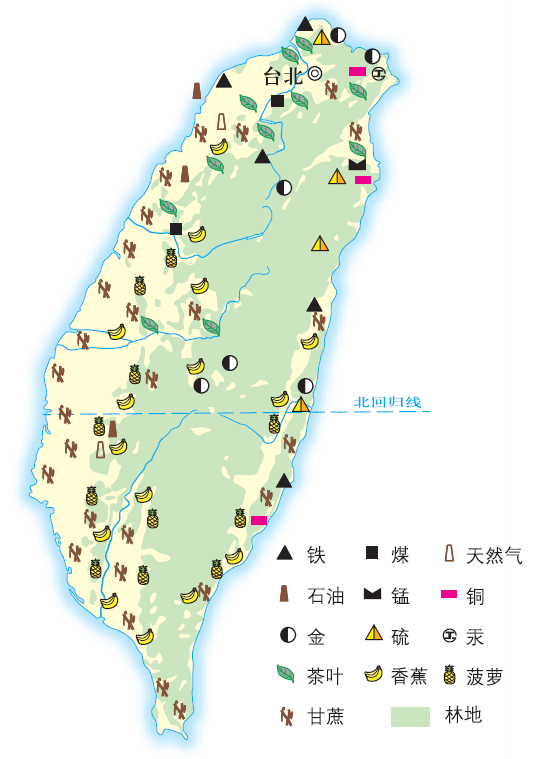 台北
北回归线
铁 煤 天然气
石油 锰 铜
金 硫 汞
茶叶 香蕉 菠萝
甘蔗 林地